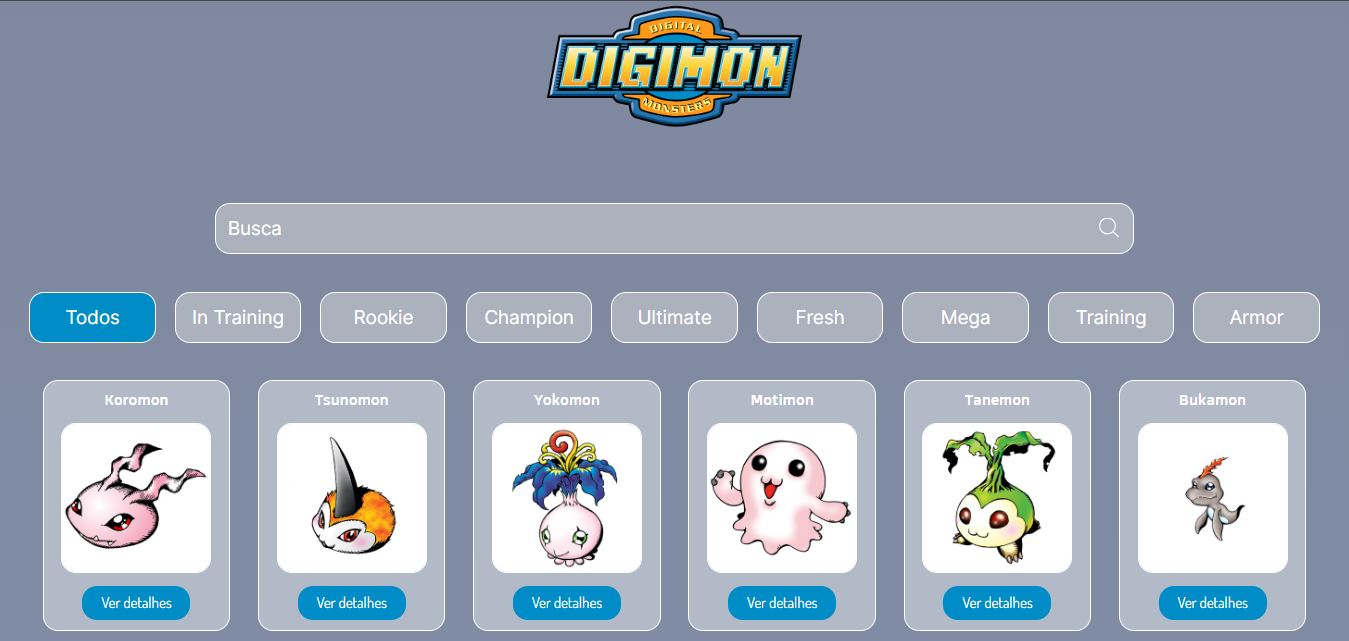 DIGITAL
DIGIMON
MONSTERS
Busca
Todos
In Training
Rookie
Champion
Ultimate
Fresh
Mega
Training
Armor
Koromon
Tsunomon
Yokomon
Motimon
Tanemon
Bukamon
Ver detalhes
Ver detalhes
Ver detalhes
Ver detalhes
Ver detalhes
Ver detalhes